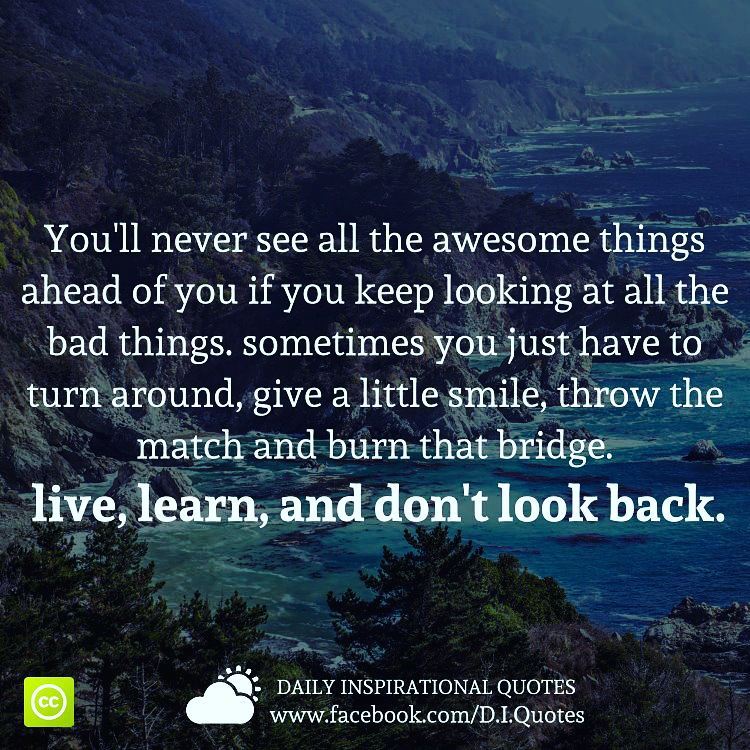 You'll never see all the awesome things
ahead of you if you keep looking at all the
bad things. sometimes you just have to
turn around, give a little smile, throw the
match and burn that bridge.
live, learn, and don't look back.
cc
DAILY INSPIRATIONAL QUOTES
www.facebook.com/D.I.Quotes